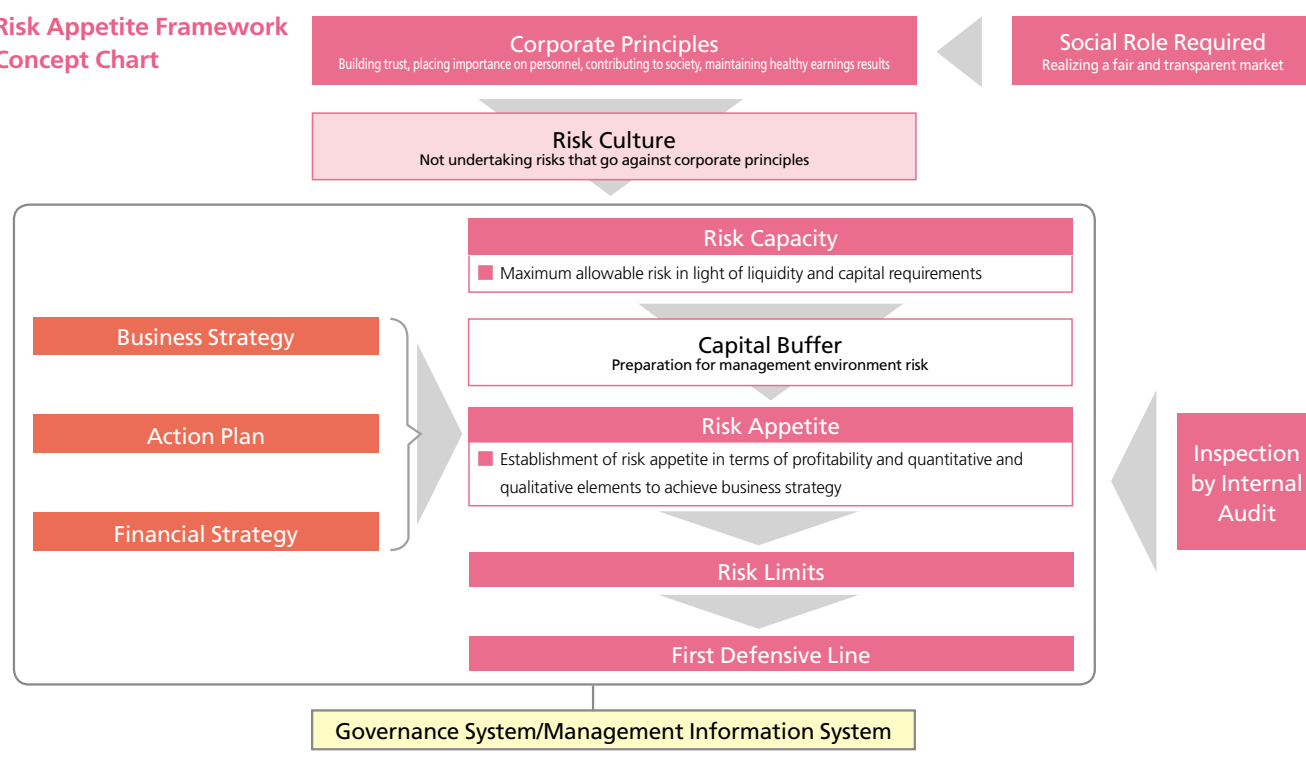 Risk Appetite Framework
Concept Chart
Corporate Principles
Building trust, placing importance on personnel, contributing to society, maintaining healthy earnings results
Social Role Required
Realizing a fair and transparent market
Risk Culture
Not undertaking risks that go against corporate principles
Risk Capacity
Maximum allowable risk in light of liquidity and capital requirements
Business Strategy
Action Plan
Financial Strategy
Capital Buffer
Preparation for management environment risk
Risk Appetite
Establishment of risk appetite in terms of profitability and quantitative and
qualitative elements to achieve business strategy
Risk Limits
First Defensive Line
Inspection
by Internal
Audit
Governance System/Management Information System